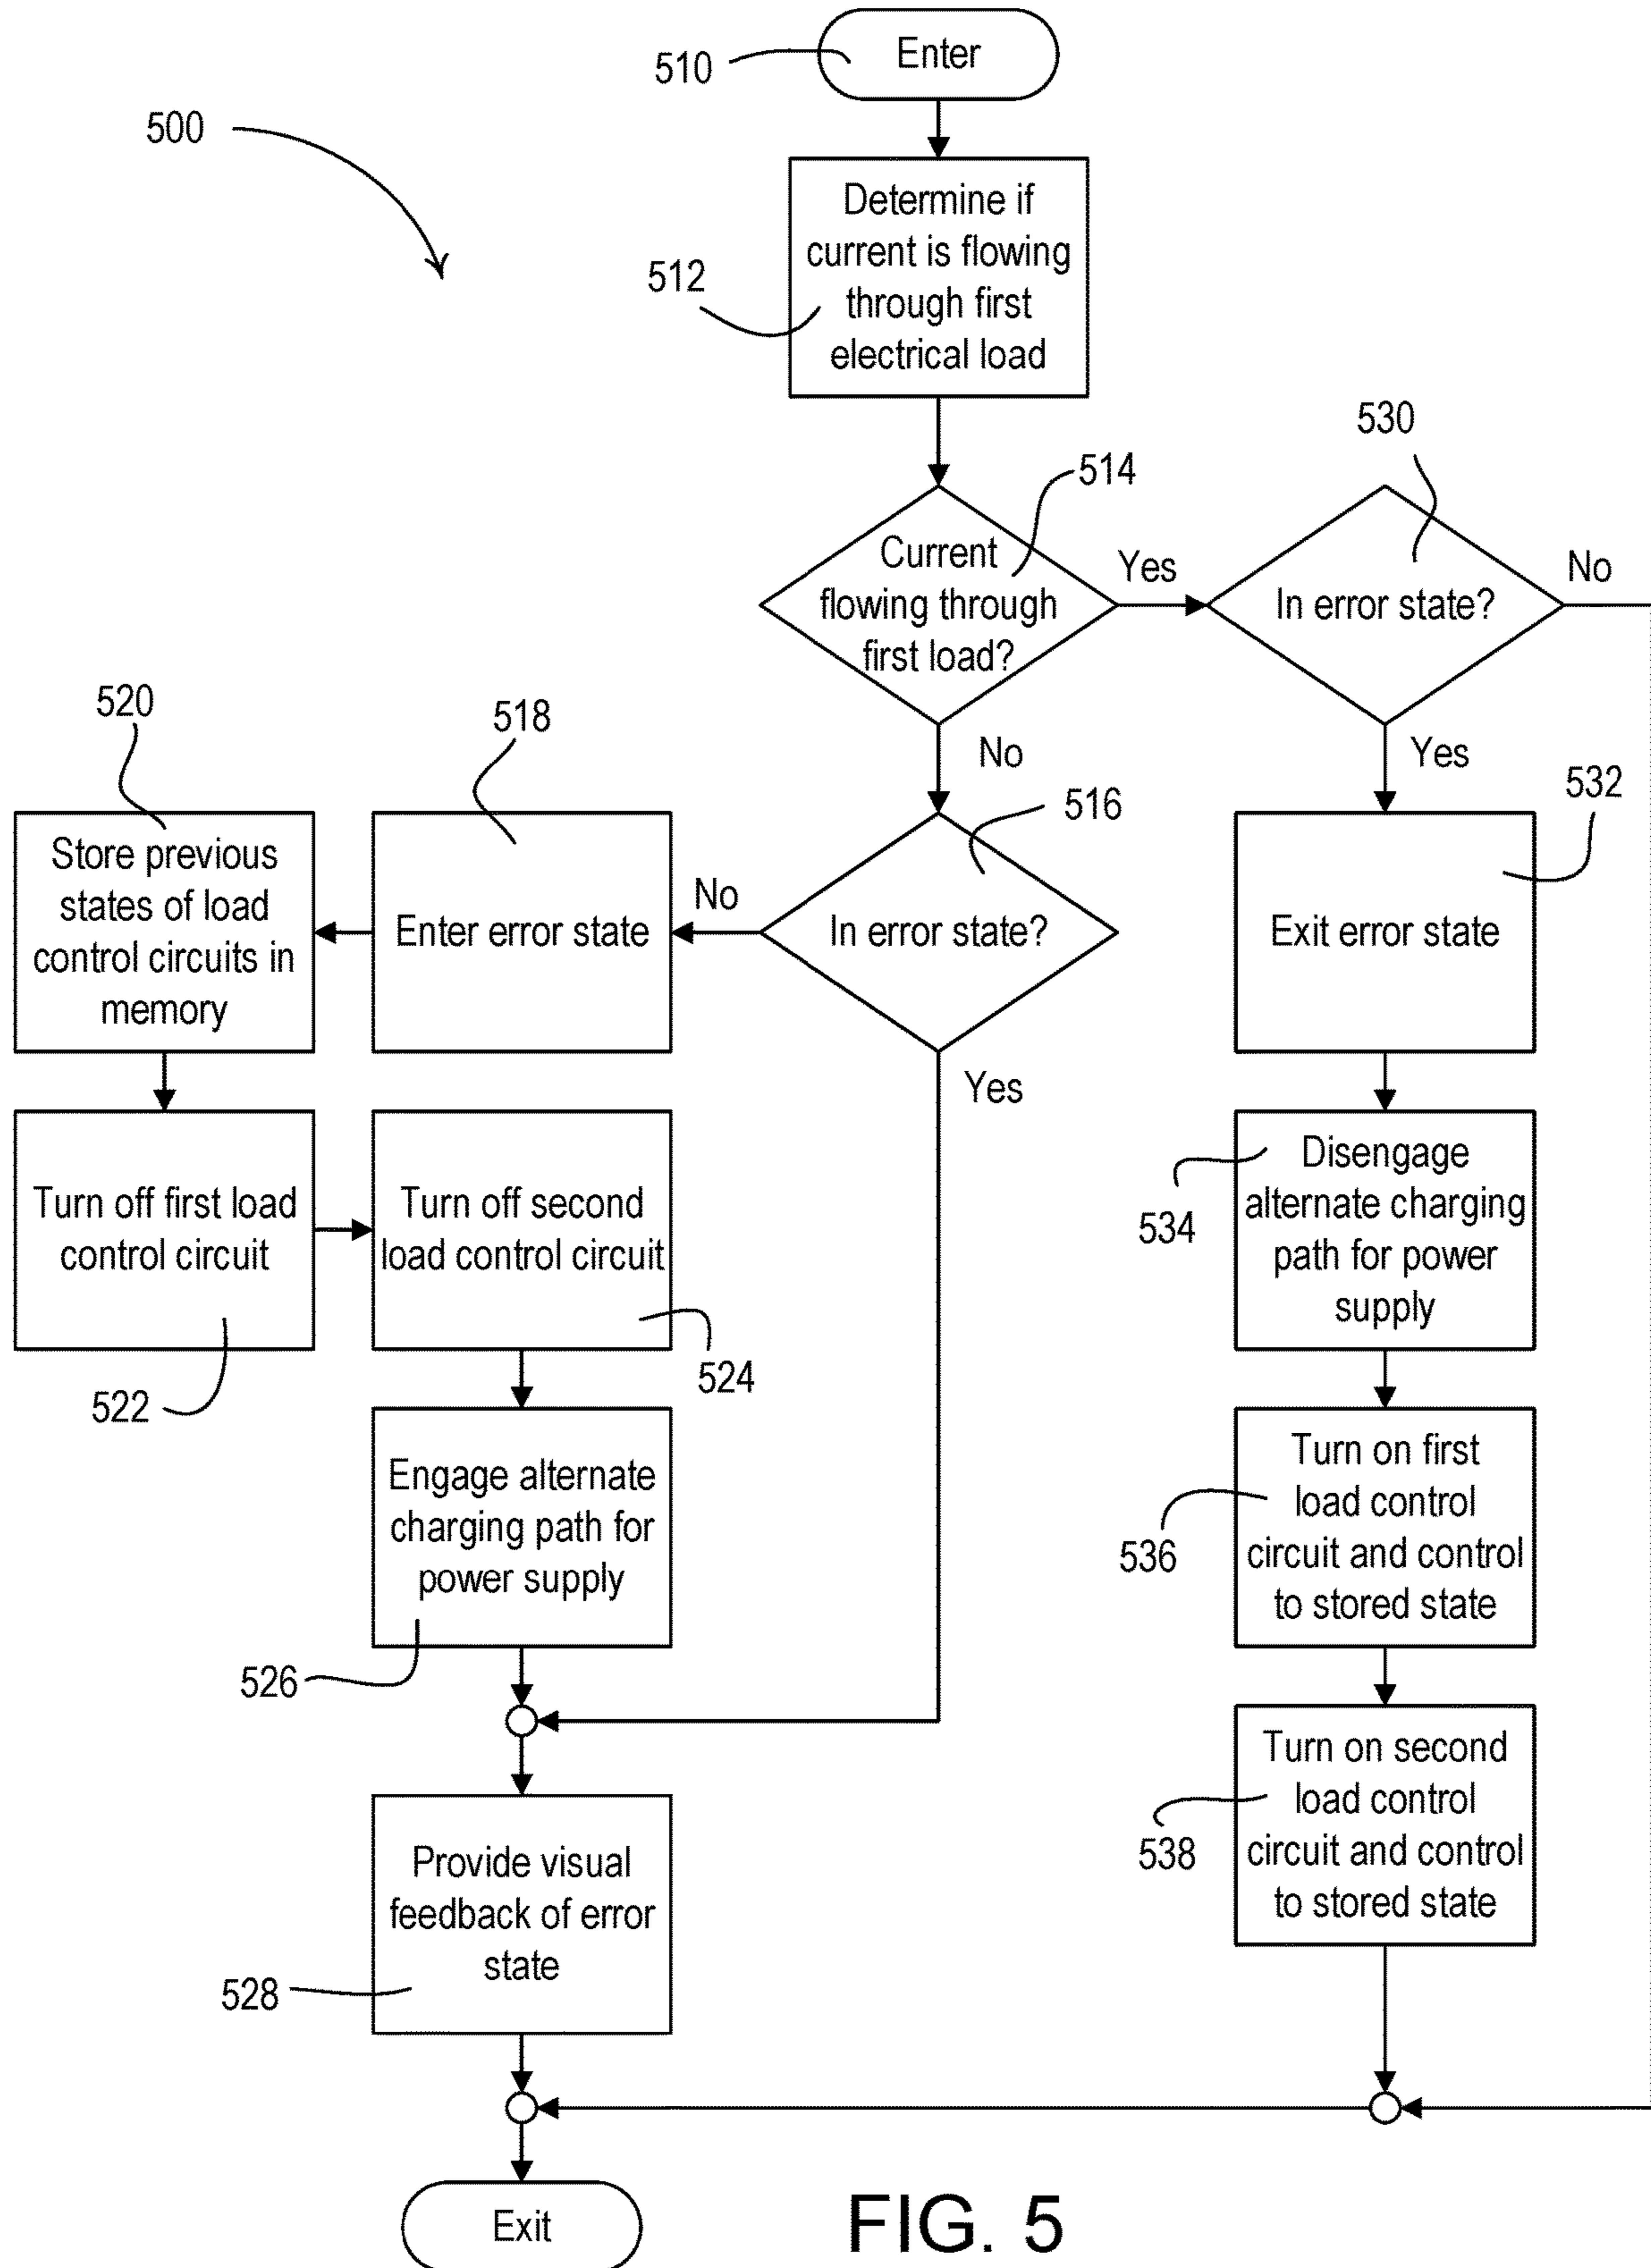 Enter
510
500
Determine if
current is flowing
through first
electrical load
512
530
514
Current
flowing through
first load?
Yes
In error state?
No
520
518
No
Yes
532
516
Store previous
states of load
control circuits in
memory
Enter error state
No
In error state?
Exit error state
Yes
Turn off first load
control circuit
Turn off second
load control circuit
Disengage
alternate charging
path for power
supply
534
524
522
Engage alternate
charging path for
power supply
Turn on first
load control
circuit and control
to stored state
536
526
Turn on second
load control
circuit and control
to stored state
538
Provide visual
feedback of error
state
528
Exit
FIG. 5